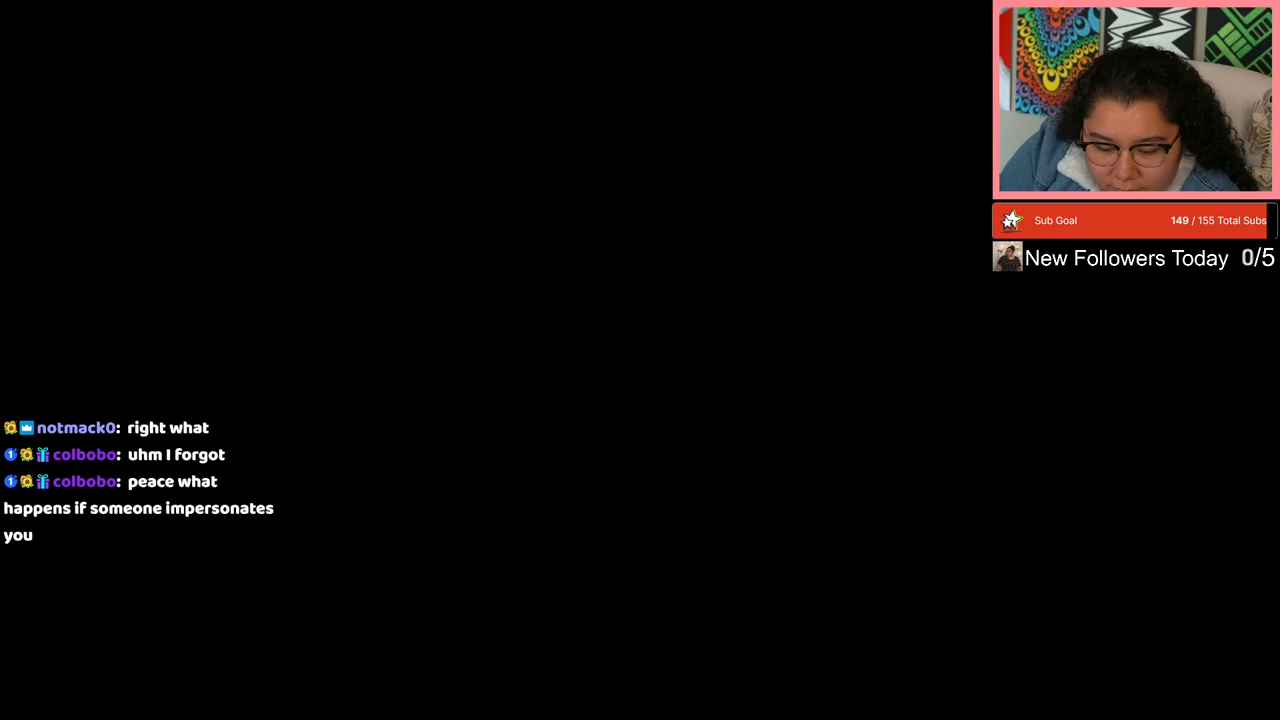 Sub Goal 149 / 155 Total Subs
New Followers Today 0/5
notmack0: right what
colbobo: uhm I forgot
colbobo: peace what
happens if someone impersonates
you